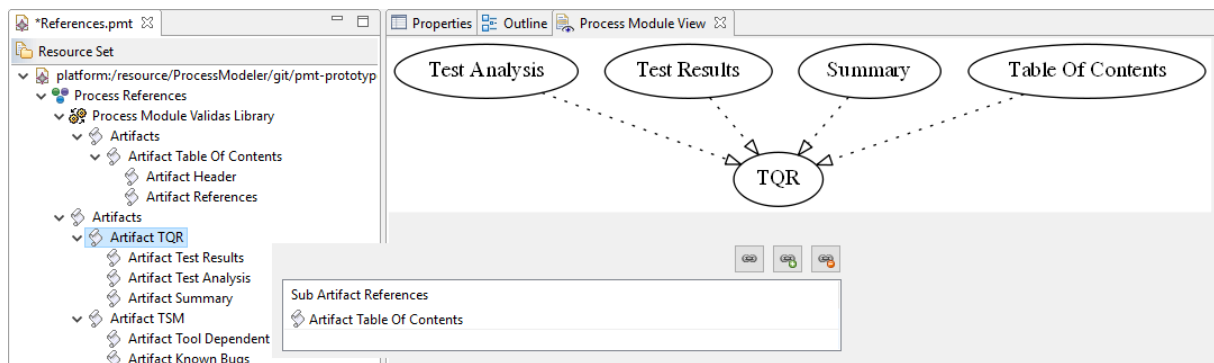 *References.pmt
Resource Set
platform:/resource/ProcessModeler/git/pmt-prototyp
Process References
Process Module Validas Library
Artifacts
Artifact Table Of Contents
Artifact Header
Artifact References
Artifacts
Artifact TQR
Artifact Test Results
Artifact Test Analysis
Artifact Summary
Artifact TSM
Artifact Tool Dependent
Artifact Known Bugs
Properties Outline Process Module View
Test Analysis Test Results Summary Table Of Contents
TQR
Sub Artifact References
Artifact Table Of Contents